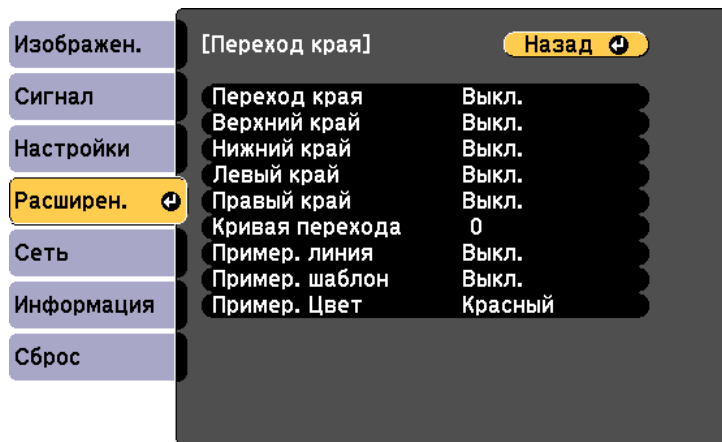 Изображен.
Сигнал
Настройки
Расширен.
Сеть
Информация
Сброс
[Переход края] Назад
Переход края Выкл.
Верхний край Выкл.
Нижний край Выкл.
Левый край Выкл.
Правый край Выкл.
Кривая перехода 0
Пример. линия Выкл.
Пример. шаблон Выкл.
Пример. Цвет Красный